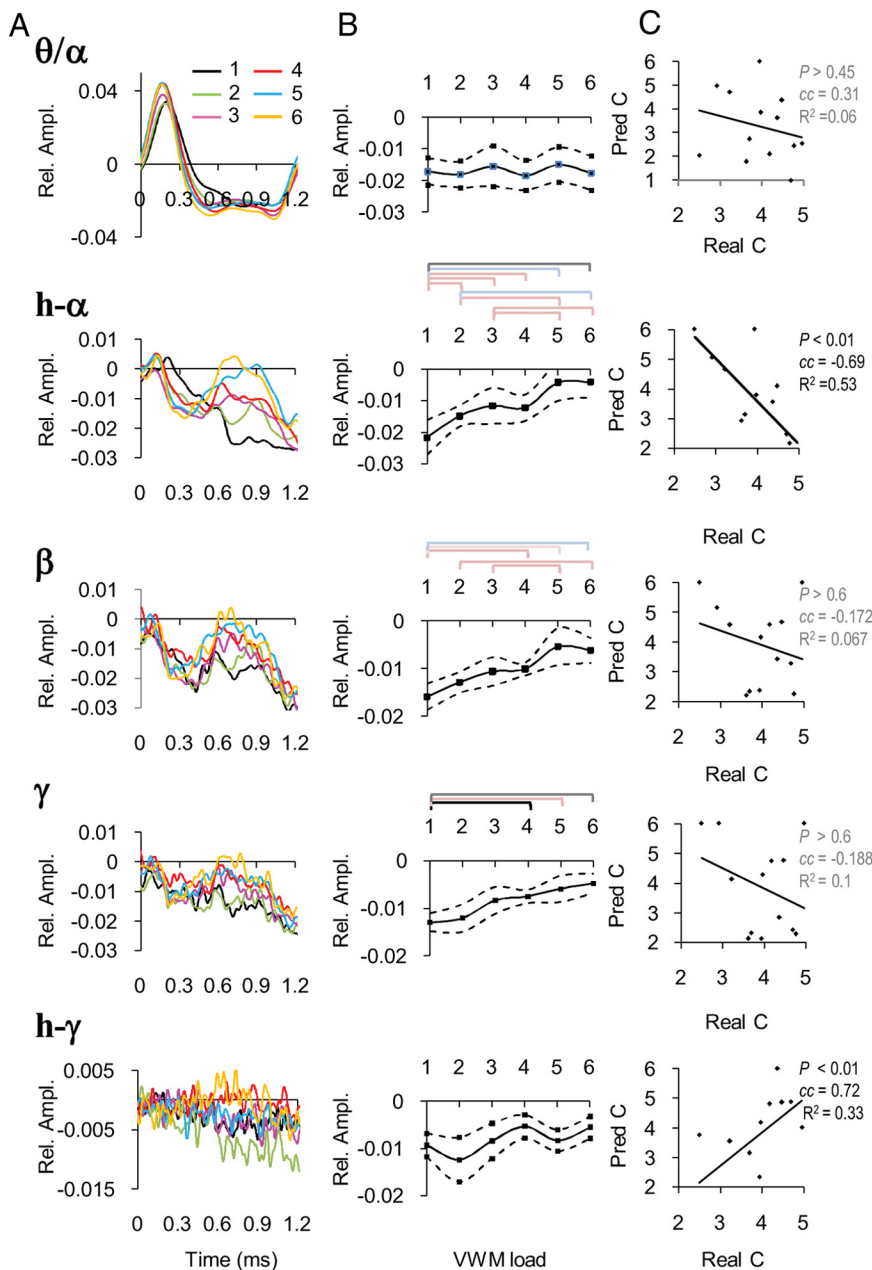 A
B
C
θ/α
1 4
2 5
3 6
Rel. Ampl.
0.04
0
-0.04
0 0.3 0.6 0.9 1.2
1 2 3 4 5 6
Rel. Ampl.
0
-0.01
-0.02
-0.03
Pred C
6
5
4
3
2
1
2 3 4 5
Real C
P > 0.45
cc = 0.31
R² = 0.06
h-α
Rel. Ampl.
0.01
0
-0.01
-0.02
-0.03
0 0.3 0.6 0.9 1.2
1 2 3 4 5 6
Rel. Ampl.
0
-0.01
-0.02
-0.03
Pred C
6
5
4
3
2
2 3 4 5
Real C
P < 0.01
cc = -0.69
R² =0.53
β
Rel. Ampl.
0.01
0
-0.01
-0.02
-0.03
0 0.3 0.6 0.9 1.2
1 2 3 4 5 6
Rel. Ampl.
0
-0.01
-0.02
Pred C
6
5
4
3
2
2 3 4 5
Real C
P > 0.6
cc = -0.172
R² = 0.067
γ
Rel. Ampl.
0.01
0
-0.01
-0.02
-0.03
0 0.3 0.6 0.9 1.2
1 2 3 4 5 6
Rel. Ampl.
0
-0.01
-0.02
Pred C
6
5
4
3
2
2 3 4 5
Real C
P > 0.6
cc = -0.188
R² = 0.1
h-γ
Rel. Ampl.
0.005
-0.005
-0.015
0 0.3 0.6 0.9 1.2
Time (ms)
1 2 3 4 5 6
Rel. Ampl.
0
-0.01
-0.02
VWM load
Pred C
6
5
4
3
2
1
2 3 4 5
Real C
P < 0.01
cc = 0.72
R² = 0.33